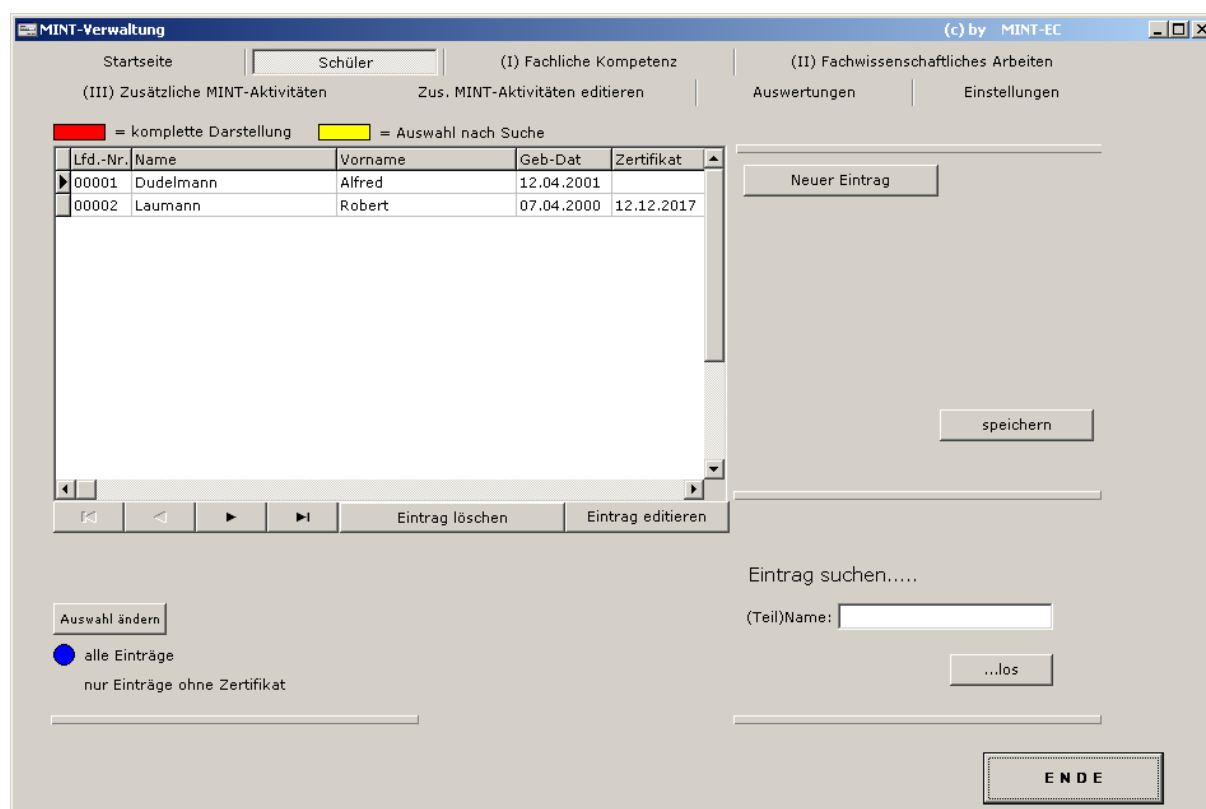 MINT-Verwaltung (c) by MINT-EC
Startseite Schüler (I) Fachliche Kompetenz (II) Fachwissenschaftliches Arbeiten
(III) Zusätzliche MINT-Aktivitäten Zus. MINT-Aktivitäten editieren Auswertungen Einstellungen
= komplette Darstellung = Auswahl nach Suche
Lfd.-Nr. Name Vorname Geb-Dat Zertifikat
00001 Dudelmann Alfred 12.04.2001
00002 Laumann Robert 07.04.2000 12.12.2017
Neuer Eintrag
speichern
Eintrag löschen Eintrag editieren
Eintrag suchen.....
(Teil)Name:
...los
Auswahl ändern
alle Einträge
nur Einträge ohne Zertifikat
E N D E